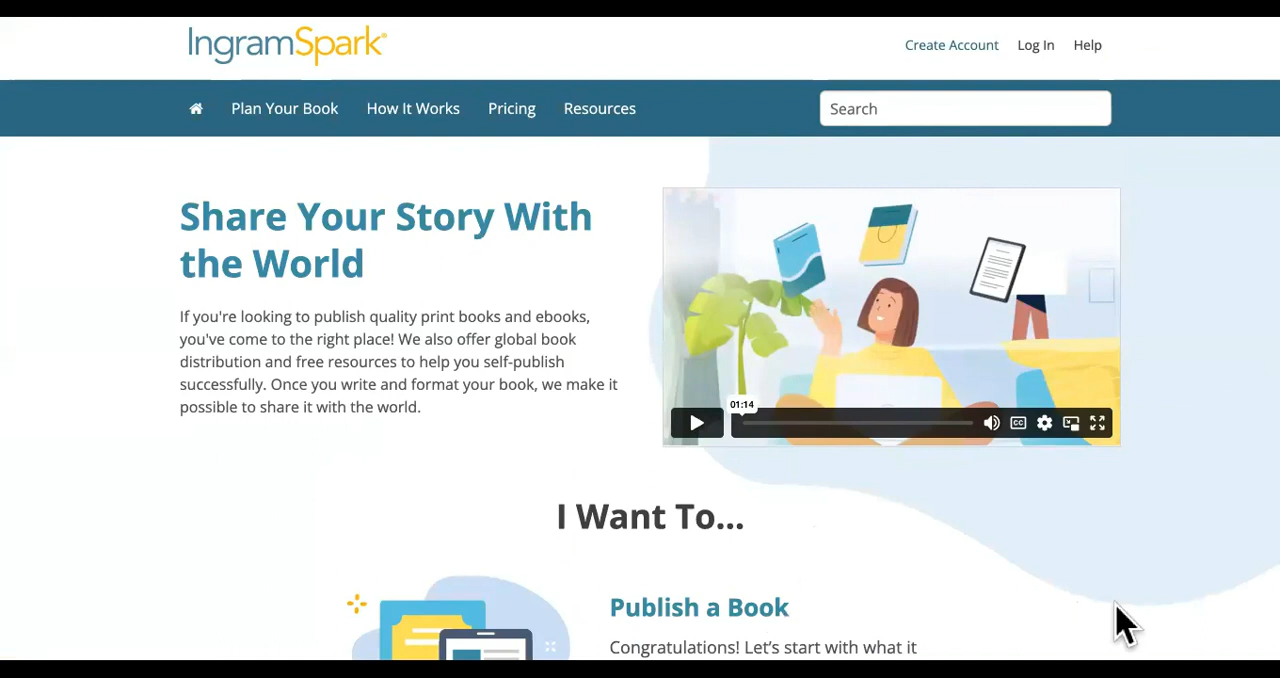 IngramSpark®
Create Account Log In Help
Plan Your Book How It Works Pricing Resources Search
Share Your Story With
the World
If you're looking to publish quality print books and ebooks,
you've come to the right place! We also offer global book
distribution and free resources to help you self-publish
successfully. Once you write and format your book, we make it
possible to share it with the world.
01:14
CC
I Want To...
Publish a Book
Congratulations! Let's start with what it